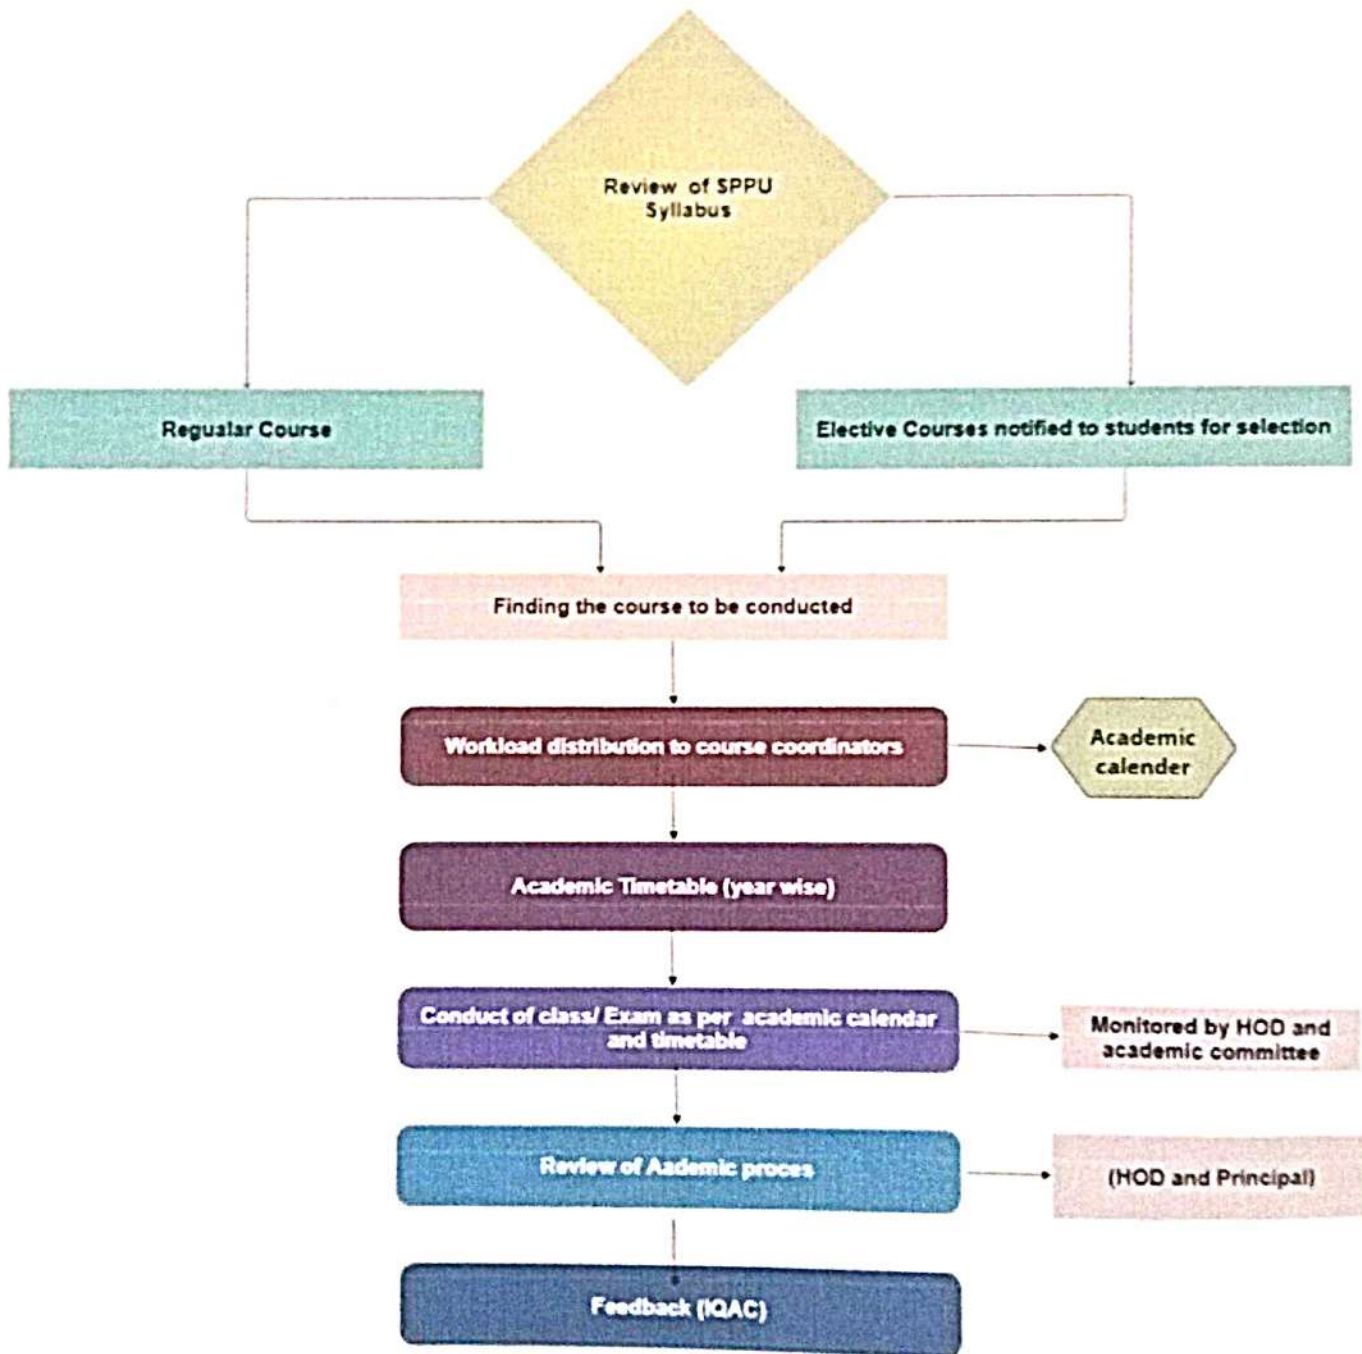 Review of SPPU
Syllabus
Regualar Course
Elective Courses notified to students for selection
Finding the course to be conducted
Workload distribution to course coordinators
Academic
calender
Academic Timetable (year wise)
Conduct of class/ Exam as per academic calendar
and timetable
Monitored by HOD and
academic committee
Review of Aademic proces
(HOD and Principal)
Feedback (IQAC)